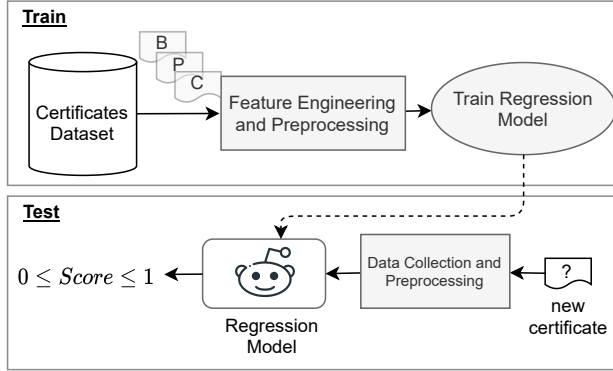 Train
B
P
C
Certificates
Dataset
Feature Engineering
and Preprocessing
Train Regression
Model
Test
0 ≤ Score ≤ 1
Regression
Model
Data Collection and
Preprocessing
?
new
certificate